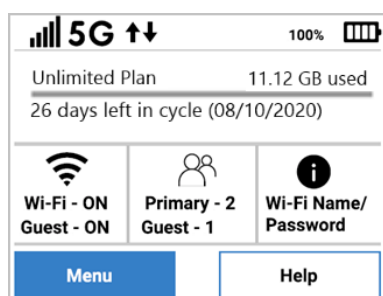 5G 100%
Unlimited Plan 11.12 GB used
26 days left in cycle (08/10/2020)
Wi-Fi - ON
Guest - ON
Primary - 2
Guest - 1
Wi-Fi Name/
Password
Menu Help